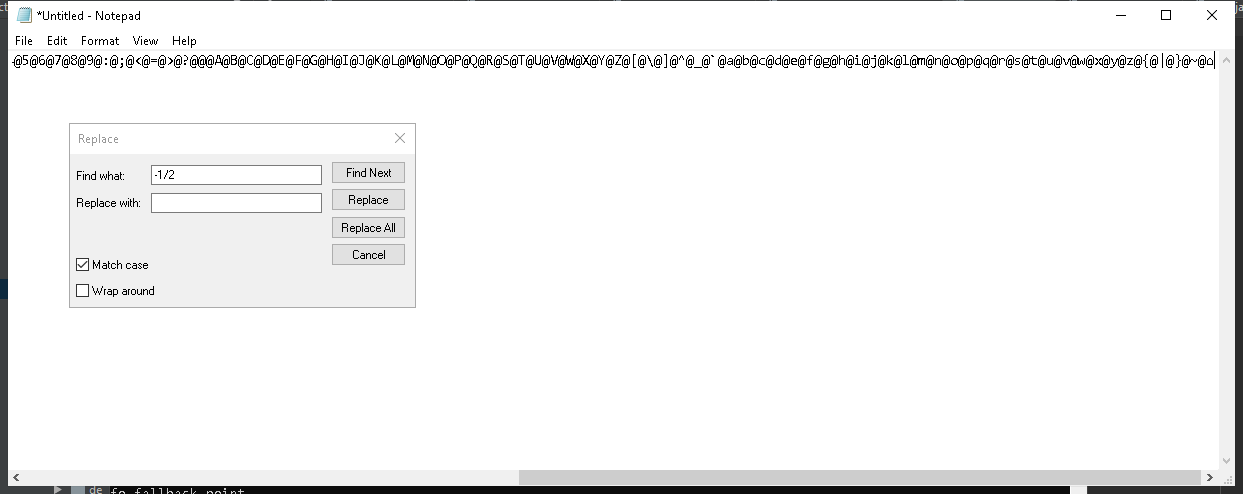 *Untitled - Notepad
File Edit Format View Help
@5@6@7@8@9@:@;@<@=@>@?@@@A@B@C@D@E@F@G@H@I@J@K@L@M@N@O@P@Q@R@S@T@U@V@W@X@Y@Z@[@\@]@^@_@`@a@b@c@d@e@f@g@h@i@j@k@l@m@n@o@p@q@r@s@t@u@v@w@x@y@z@{@|@}@~@⌂
Replace
Find what: -1/2 Find Next
Replace with: Replace
Replace All
Match case Cancel
Wrap around
de fo fallback point